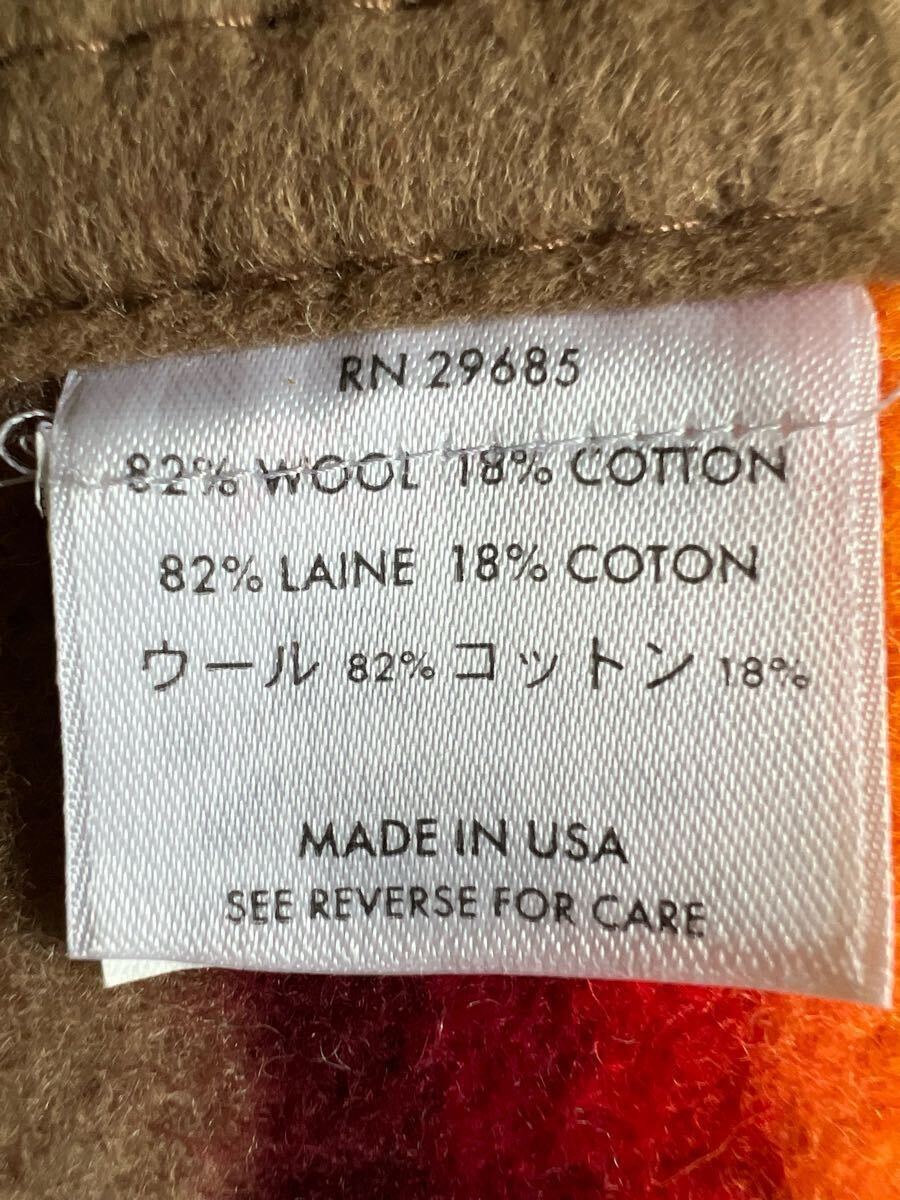 RN 29685
82% WOOL 18% COTTON
82% LAINE 18% COTON
ウール 82% コットン 18%
MADE IN USA
SEE REVERSE FOR CARE